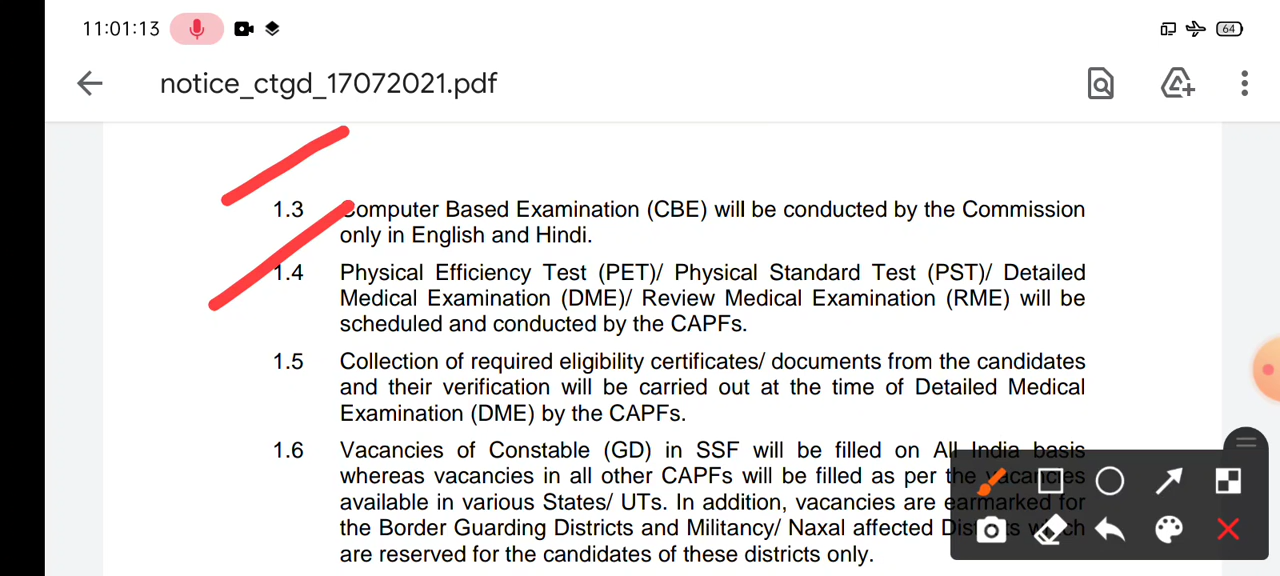 11:01:13
64
notice_ctgd_17072021.pdf
1.3 Computer Based Examination (CBE) will be conducted by the Commission
only in English and Hindi.
1.4 Physical Efficiency Test (PET)/ Physical Standard Test (PST)/ Detailed
Medical Examination (DME)/ Review Medical Examination (RME) will be
scheduled and conducted by the CAPFs.
1.5 Collection of required eligibility certificates/ documents from the candidates
and their verification will be carried out at the time of Detailed Medical
Examination (DME) by the CAPFs.
1.6 Vacancies of Constable (GD) in SSF will be filled on All India basis
whereas vacancies in all other CAPFs will be filled as per the vacancies
available in various States/ UTs. In addition, vacancies are earmarked for
the Border Guarding Districts and Militancy/ Naxal affected Districts which
are reserved for the candidates of these districts only.